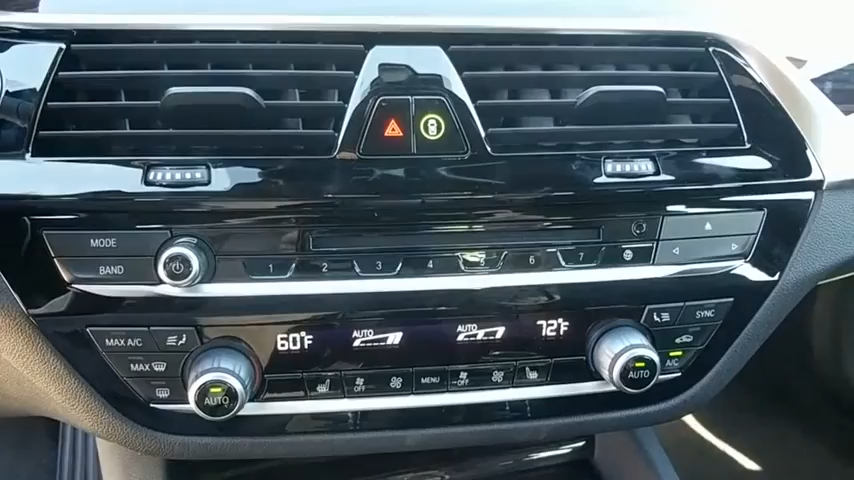 MODE
BAND
1 2 3 4 5 6 7
MAX A/C
MAX
60°F
AUTO
AUTO
72°F
SYNC
A/C
AUTO
OFF
MENU
OFF
AUTO